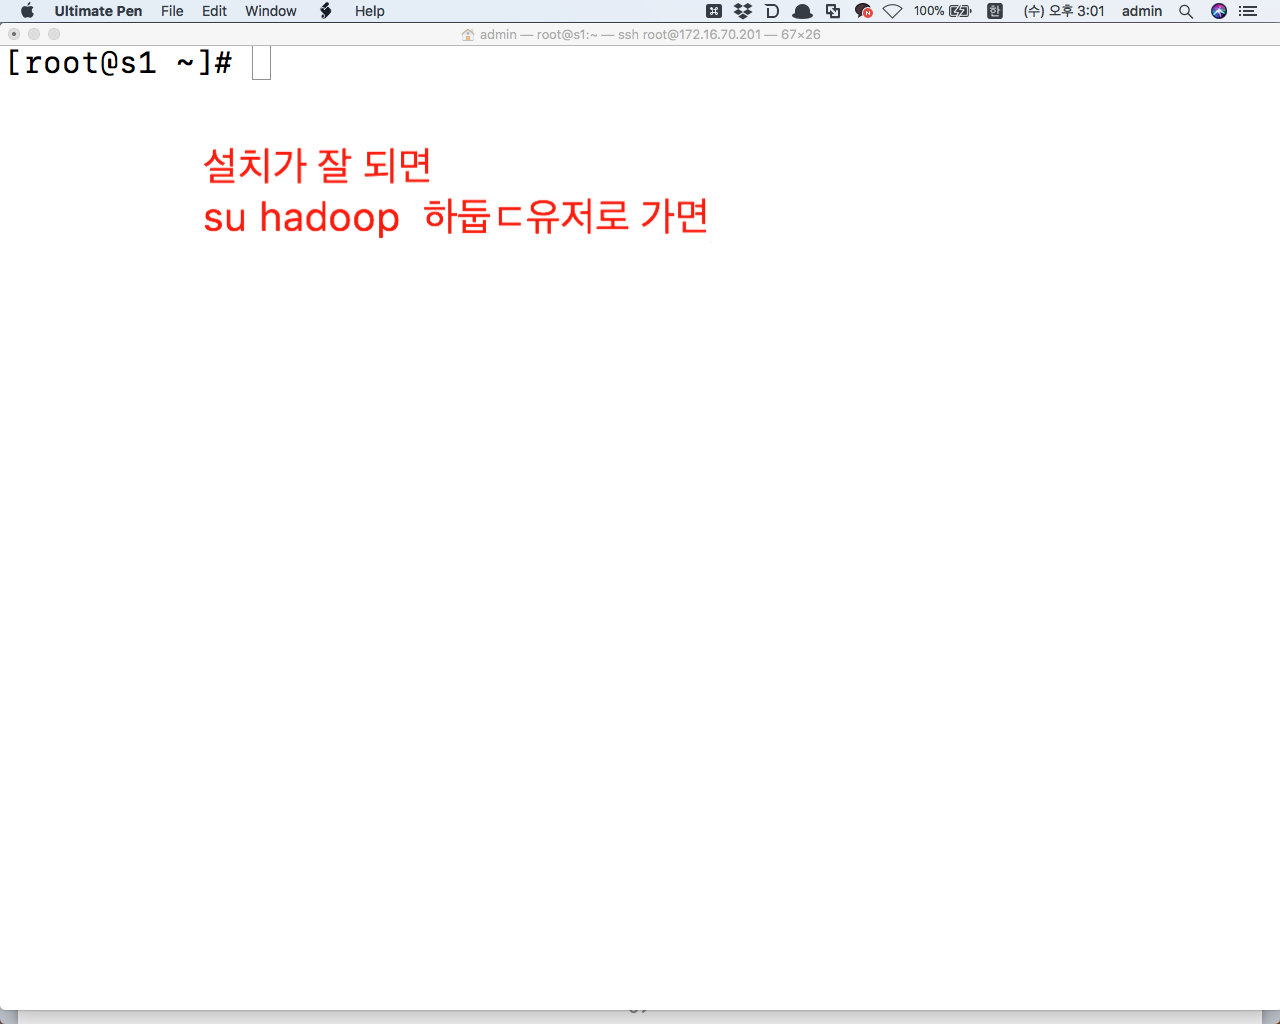 Ultimate Pen File Edit Window Help 100% 한 (수) 오후 3:01 admin
admin — root@s1:~ — ssh root@172.16.70.201 — 67×26
[root@s1 ~]#
설치가 잘 되면
su hadoop 하둡ㄷ유저로 가면